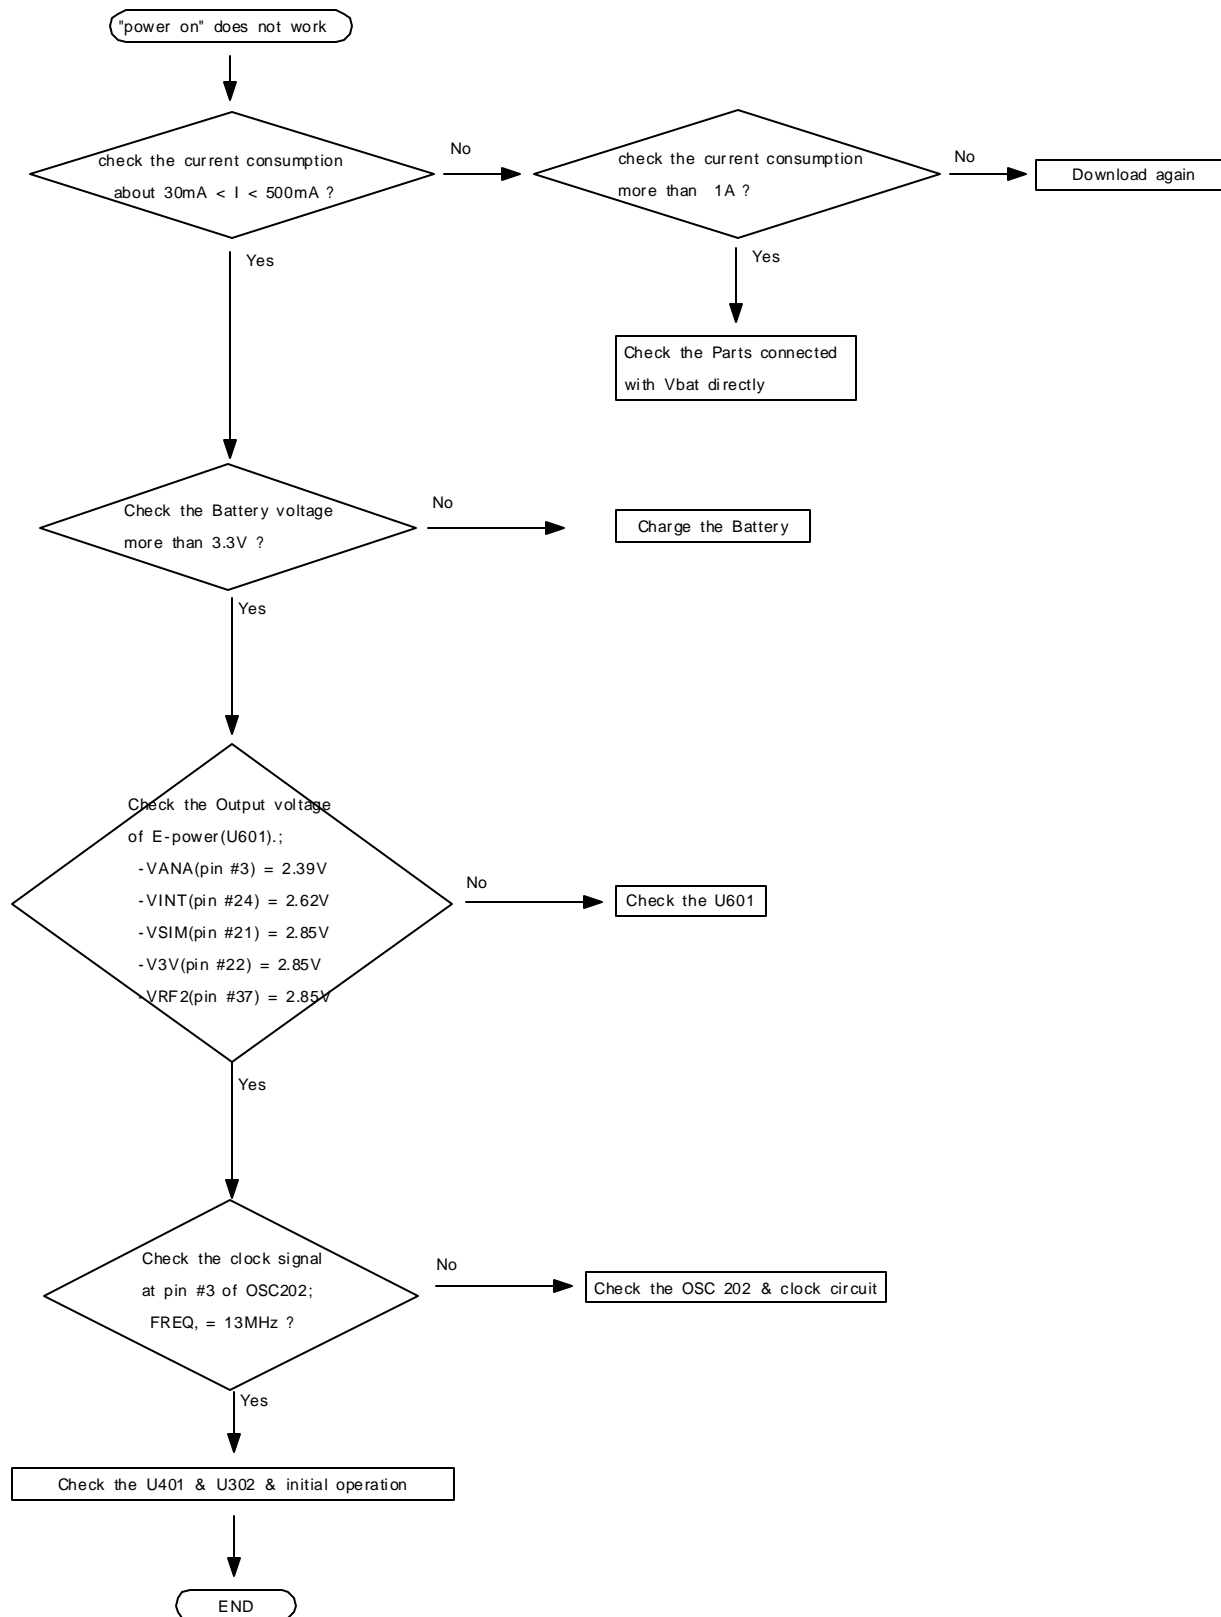 "power on" does not work
check the current consumption
about 30mA < I < 500mA ?
No
check the current consumption
more than 1A ?
No
Download again
Yes
Yes
Check the Parts connected
with Vbat directly
Check the Battery voltage
more than 3.3V ?
No
Charge the Battery
Yes
Check the Output voltage
of E-power(U601).;
-VANA(pin #3) = 2.39V
-VINT(pin #24) = 2.62V
-VSIM(pin #21) = 2.85V
-V3V(pin #22) = 2.85V
-VRF2(pin #37) = 2.85V
No
Check the U601
Yes
Check the clock signal
at pin #3 of OSC202;
FREQ, = 13MHz ?
No
Check the OSC 202 & clock circuit
Yes
Check the U401 & U302 & initial operation
END